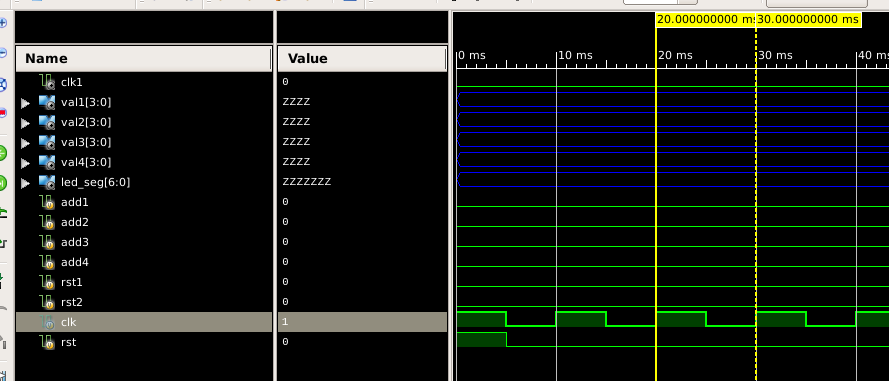 20.000000000 ms 30.000000000 ms
Name Value
0 ms 10 ms 20 ms 30 ms 40 ms
clk1 0
val1[3:0] ZZZZ
val2[3:0] ZZZZ
val3[3:0] ZZZZ
val4[3:0] ZZZZ
led_seg[6:0] ZZZZZZZ
add1 0
add2 0
add3 0
add4 0
rst1 0
rst2 0
clk 1
rst 0